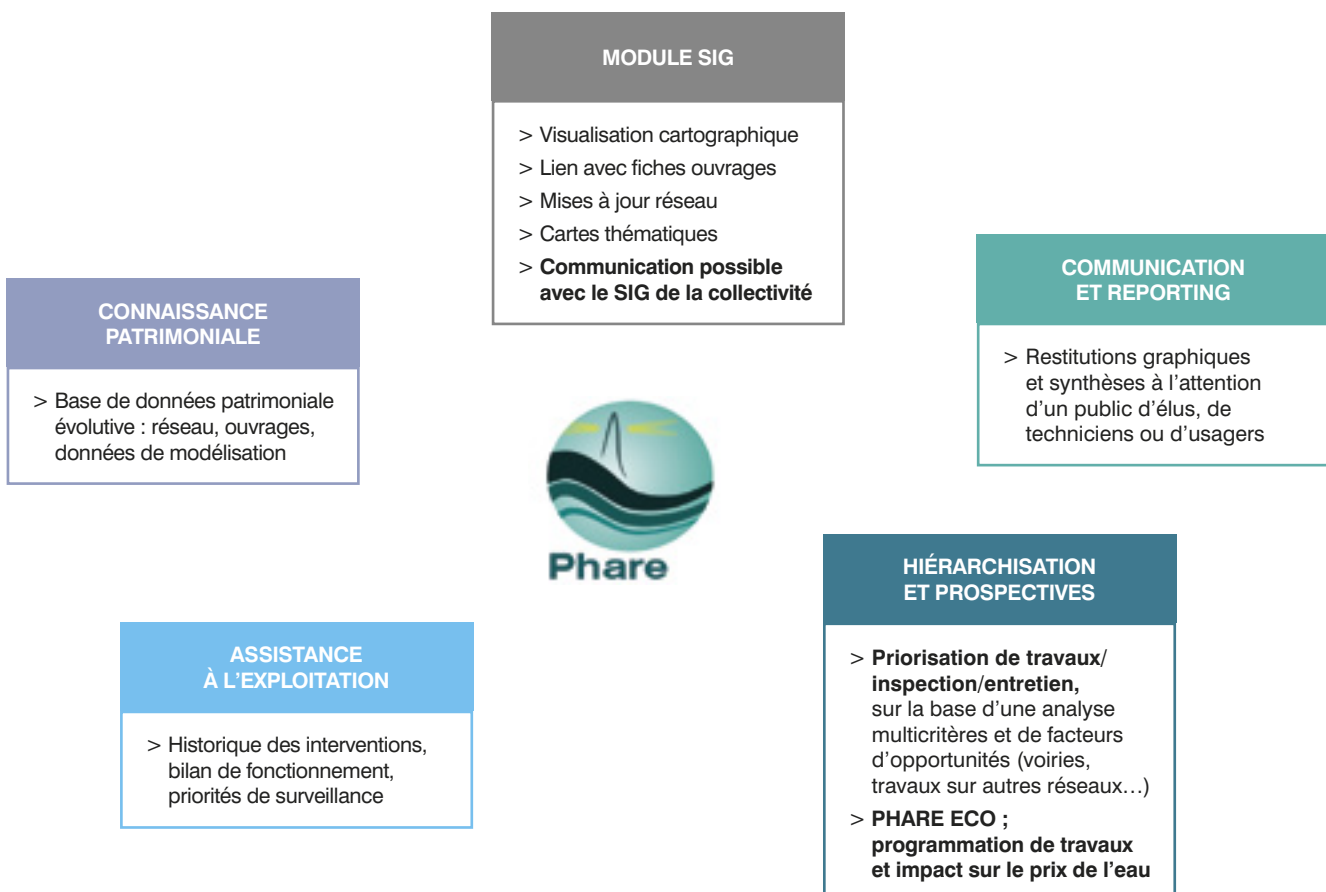 MODULE SIG
> Visualisation cartographique
> Lien avec fiches ouvrages
> Mises à jour réseau
> Cartes thématiques
> Communication possible
avec le SIG de la collectivité
COMMUNICATION
ET REPORTING
> Restitutions graphiques
et synthèses à l’attention
d’un public d’élus, de
techniciens ou d’usagers
CONNAISSANCE
PATRIMONIALE
> Base de données patrimoniale
évolutive : réseau, ouvrages,
données de modélisation
Phare
HIÉRARCHISATION
ET PROSPECTIVES
> Priorisation de travaux/
inspection/entretien,
sur la base d’une analyse
multicritères et de facteurs
d’opportunités (voiries,
travaux sur autres réseaux…)
> PHARE ECO ;
programmation de travaux
et impact sur le prix de l’eau
ASSISTANCE
À L’EXPLOITATION
> Historique des interventions,
bilan de fonctionnement,
priorités de surveillance